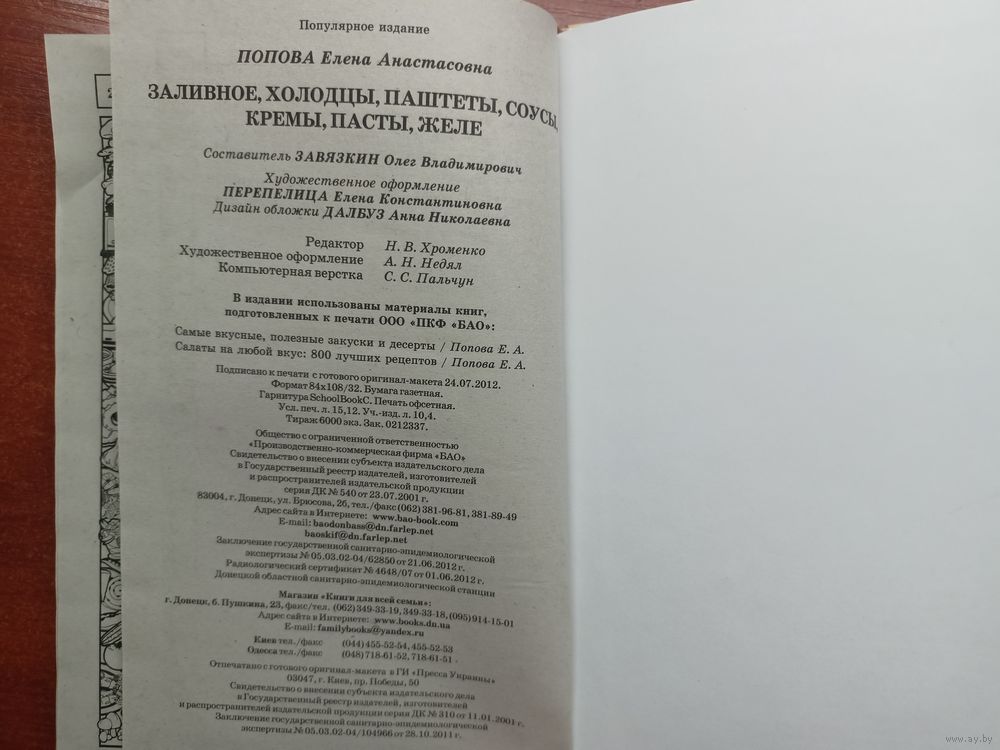 Популярное издание
ПОПОВА Елена Анастасовна
ЗАЛИВНОЕ, ХОЛОДЦЫ, ПАШТЕТЫ, СОУСЫ,
КРЕМЫ, ПАСТЫ, ЖЕЛЕ
Составитель ЗАВЯЗКИН Олег Владимирович
Художественное оформление
ПЕРЕПЕЛИЦА Елена Константиновна
Дизайн обложки ДАЛБУЗ Анна Николаевна
Редактор Н. В. Хроменко
Художественное оформление А. Н. Недял
Компьютерная верстка С. С. Пальчун
В издании использованы материалы книг,
подготовленных к печати ООО «ПКФ «БАО»:
Самые вкусные, полезные закуски и десерты / Попова Е. А.
Салаты на любой вкус: 800 лучших рецептов / Попова Е. А.
Подписано к печати с готового оригинал-макета 24.07.2012.
Формат 84х108/32. Бумага газетная.
Гарнитура SchoolBookC. Печать офсетная.
Усл. печ. л. 15,12. Уч.-изд. л. 10,4.
Тираж 6000 экз. Зак. 0212337.
Общество с ограниченной ответственностью
«Производственно-коммерческая фирма «БАО»
Свидетельство о внесении субъекта издательского дела
в Государственный реестр издателей, изготовителей
и распространителей издательской продукции
серия ДК № 540 от 23.07.2001 г.
83004, г. Донецк, ул. Брюсова, 2б, тел./факс (062) 381-96-81, 381-89-49
Адрес сайта в Интернете: www.bao-book.com
E-mail: baodonbass@dn.farlep.net
baoskif@dn.farlep.net
Заключение государственной санитарно-эпидемиологической
экспертизы № 05.03.02-04/62850 от 21.06.2012 г.
Радиологический сертификат № 4648/07 от 01.06.2012 г.
Донецкой областной санитарно-эпидемиологической станции
Магазин «Книги для всей семьи»:
г. Донецк, б. Пушкина, 23, факс/тел. (062) 349-33-19, 349-33-18, (095) 914-15-01
Адрес сайта в Интернете: www.books.dn.ua
E-mail: familybooks@yandex.ru
Киев тел./факс (044) 455-52-54, 455-52-53
Одесса тел./факс (048) 718-61-52, 718-61-51
Отпечатано с готового оригинал-макета в ГИ «Пресса Украины»
03047, г. Киев, пр. Победы, 50
Свидетельство о внесении субъекта издательского дела
в Государственный реестр издателей, изготовителей
и распространителей издательской продукции серия ДК № 310 от 11.01.2001 г.
Заключение государственной санитарно-эпидемиологической
экспертизы № 05.03.02-04/104966 от 28.10.2011 г.
www.ay.by